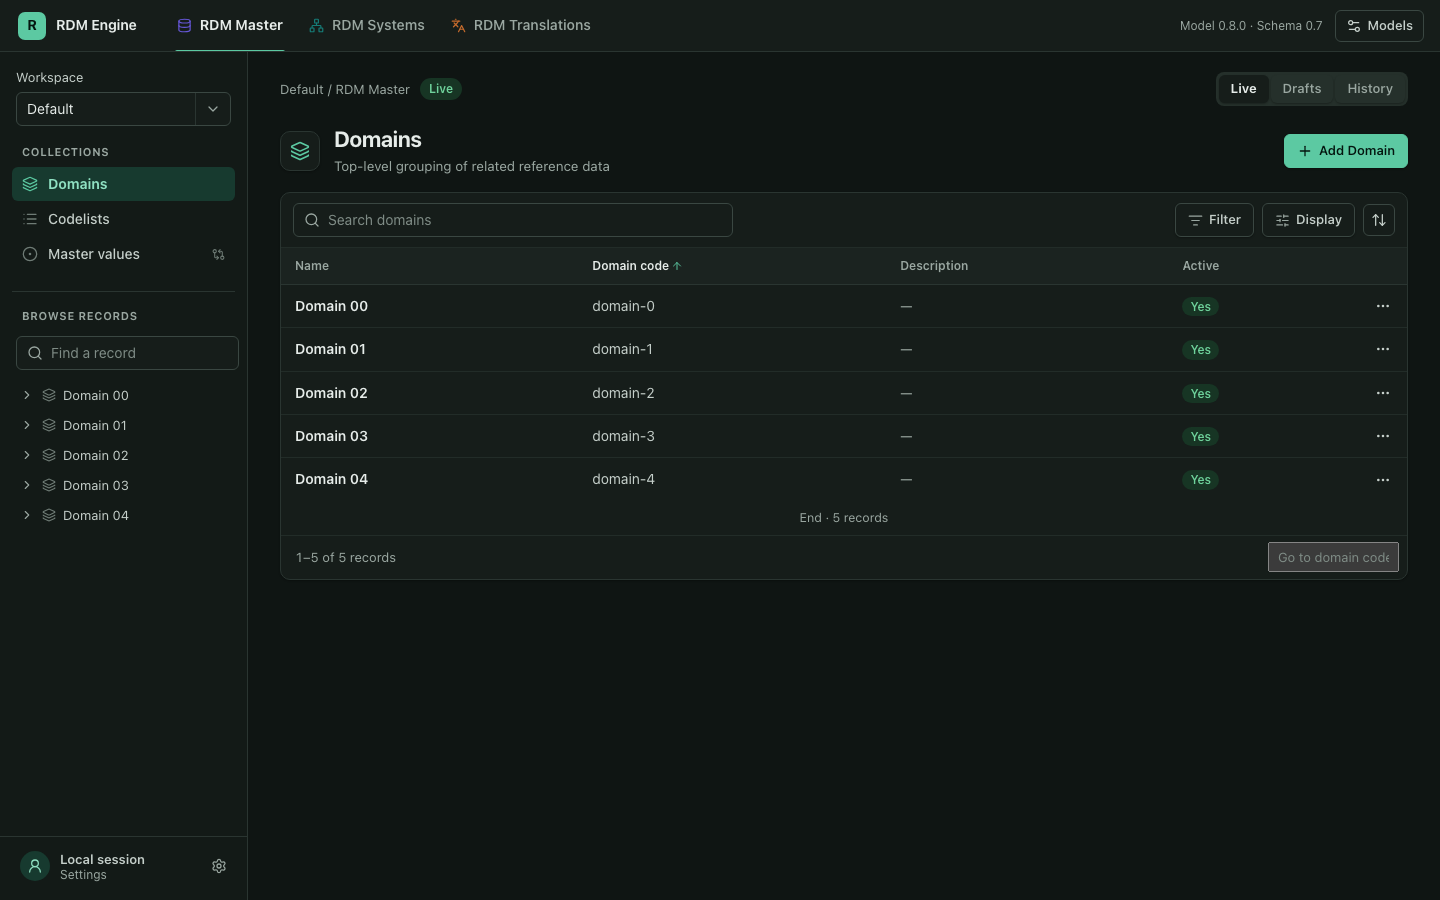 R RDM Engine RDM Master RDM Systems RDM Translations Model 0.8.0 · Schema 0.7 Models
Workspace
Default
COLLECTIONS
Domains
Codelists
Master values
BROWSE RECORDS
Find a record
Domain 00
Domain 01
Domain 02
Domain 03
Domain 04
Local session
Settings
Default / RDM Master Live
Live Drafts History
Domains
Top-level grouping of related reference data
Add Domain
Search domains
Filter Display
Name Domain code Description Active
Domain 00 domain-0 — Yes
Domain 01 domain-1 — Yes
Domain 02 domain-2 — Yes
Domain 03 domain-3 — Yes
Domain 04 domain-4 — Yes
End · 5 records
1–5 of 5 records
Go to domain code